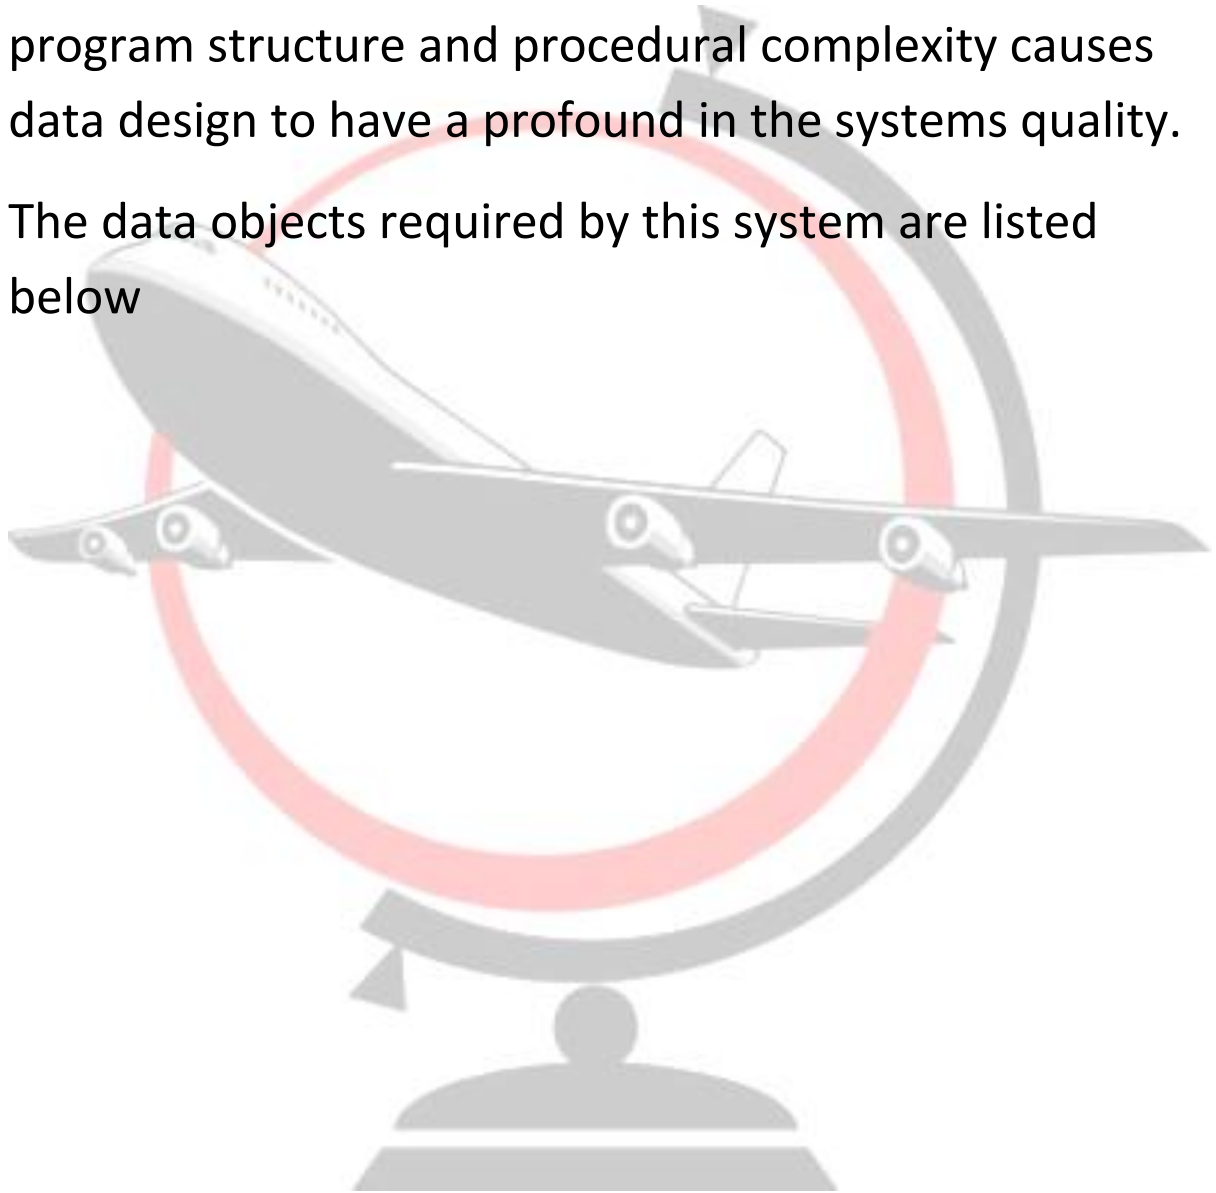 program structure and procedural complexity causes
data design to have a profound in the systems quality.
The data objects required by this system are listed
below